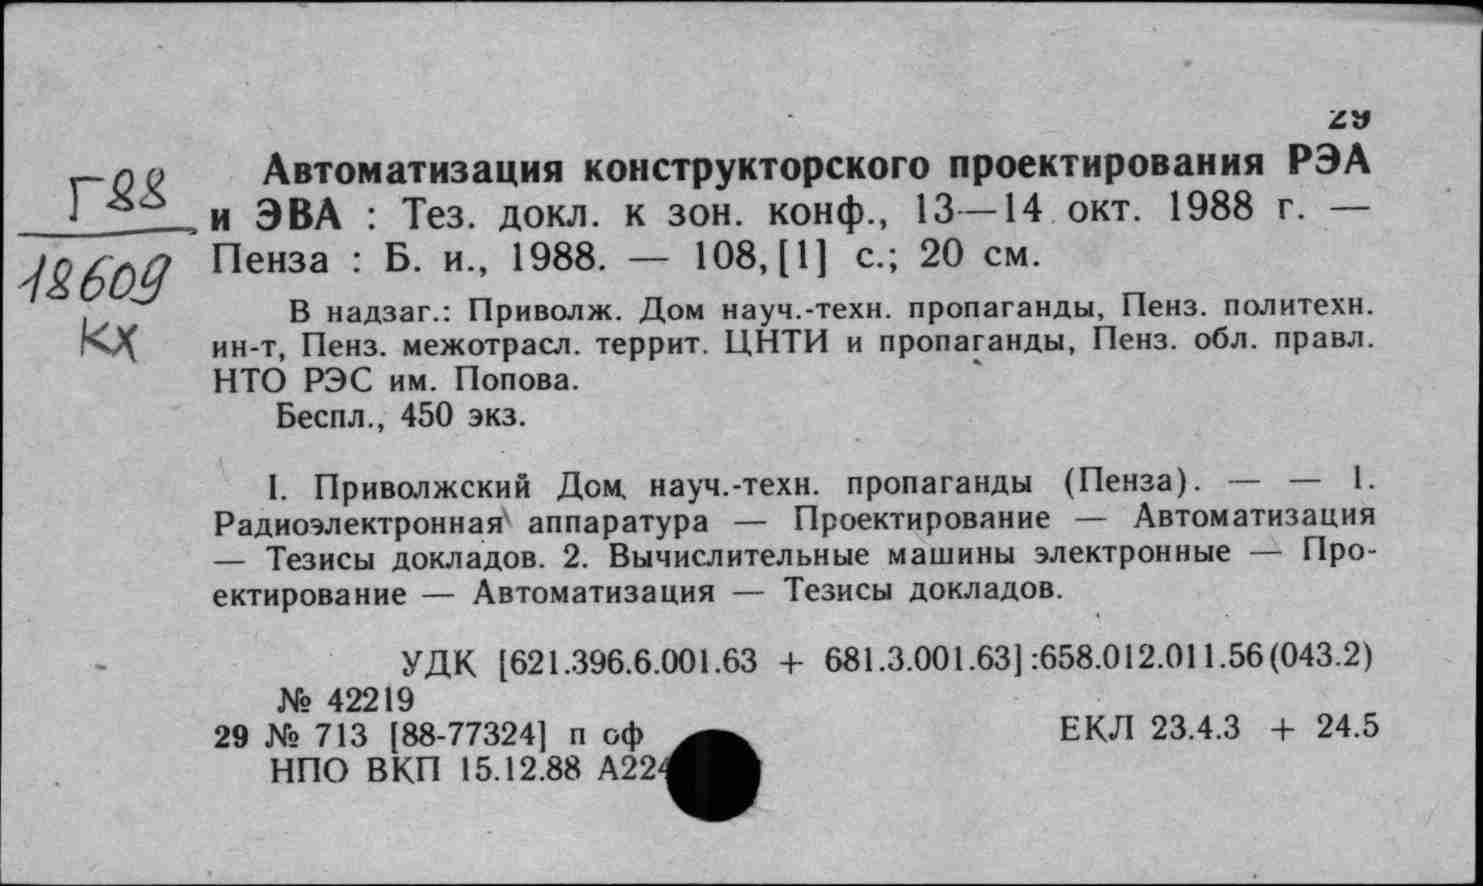 29
Г88
18609
кх
Автоматизация конструкторского проектирования РЭА
и ЭВА : Тез. докл. к зон. конф., 13—14 окт. 1988 г. —
Пенза : Б. и., 1988. — 108, [1] с.; 20 см.
В надзаг.: Приволж. Дом науч.-техн. пропаганды, Пенз. политехн.
ин-т, Пенз. межотрасл. террит. ЦНТИ и пропаганды, Пенз. обл. правл.
НТО РЭС им. Попова.
Беспл., 450 экз.
I. Приволжский Дом науч.-техн. пропаганды (Пенза). — — 1.
Радиоэлектронная аппаратура — Проектирование — Автоматизация
— Тезисы докладов. 2. Вычислительные машины электронные — Про-
ектирование — Автоматизация — Тезисы докладов.
УДК [621.396.6.001.63 + 681.3.001.63]:658.012.011.56(043.2)
№ 42219
29 № 713 [88-77324] п оф
ЕКЛ 23.4.3 + 24.5
НПО ВКП 15.12.88 А224